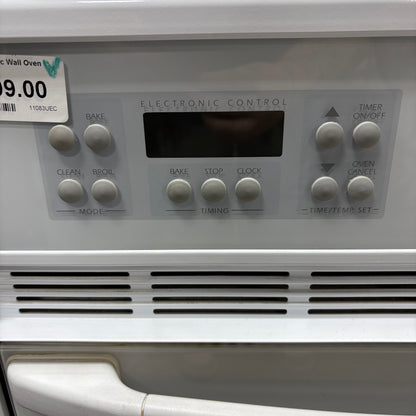 c Wall Oven
99.00
11083UEC
ELECTRONIC CONTROL
BAKE
TIMER
ON/OFF
CLEAN
BROIL
BAKE
STOP
CLOCK
OVEN
CANCEL
MODE
TIMING
TIME/TEMP SET